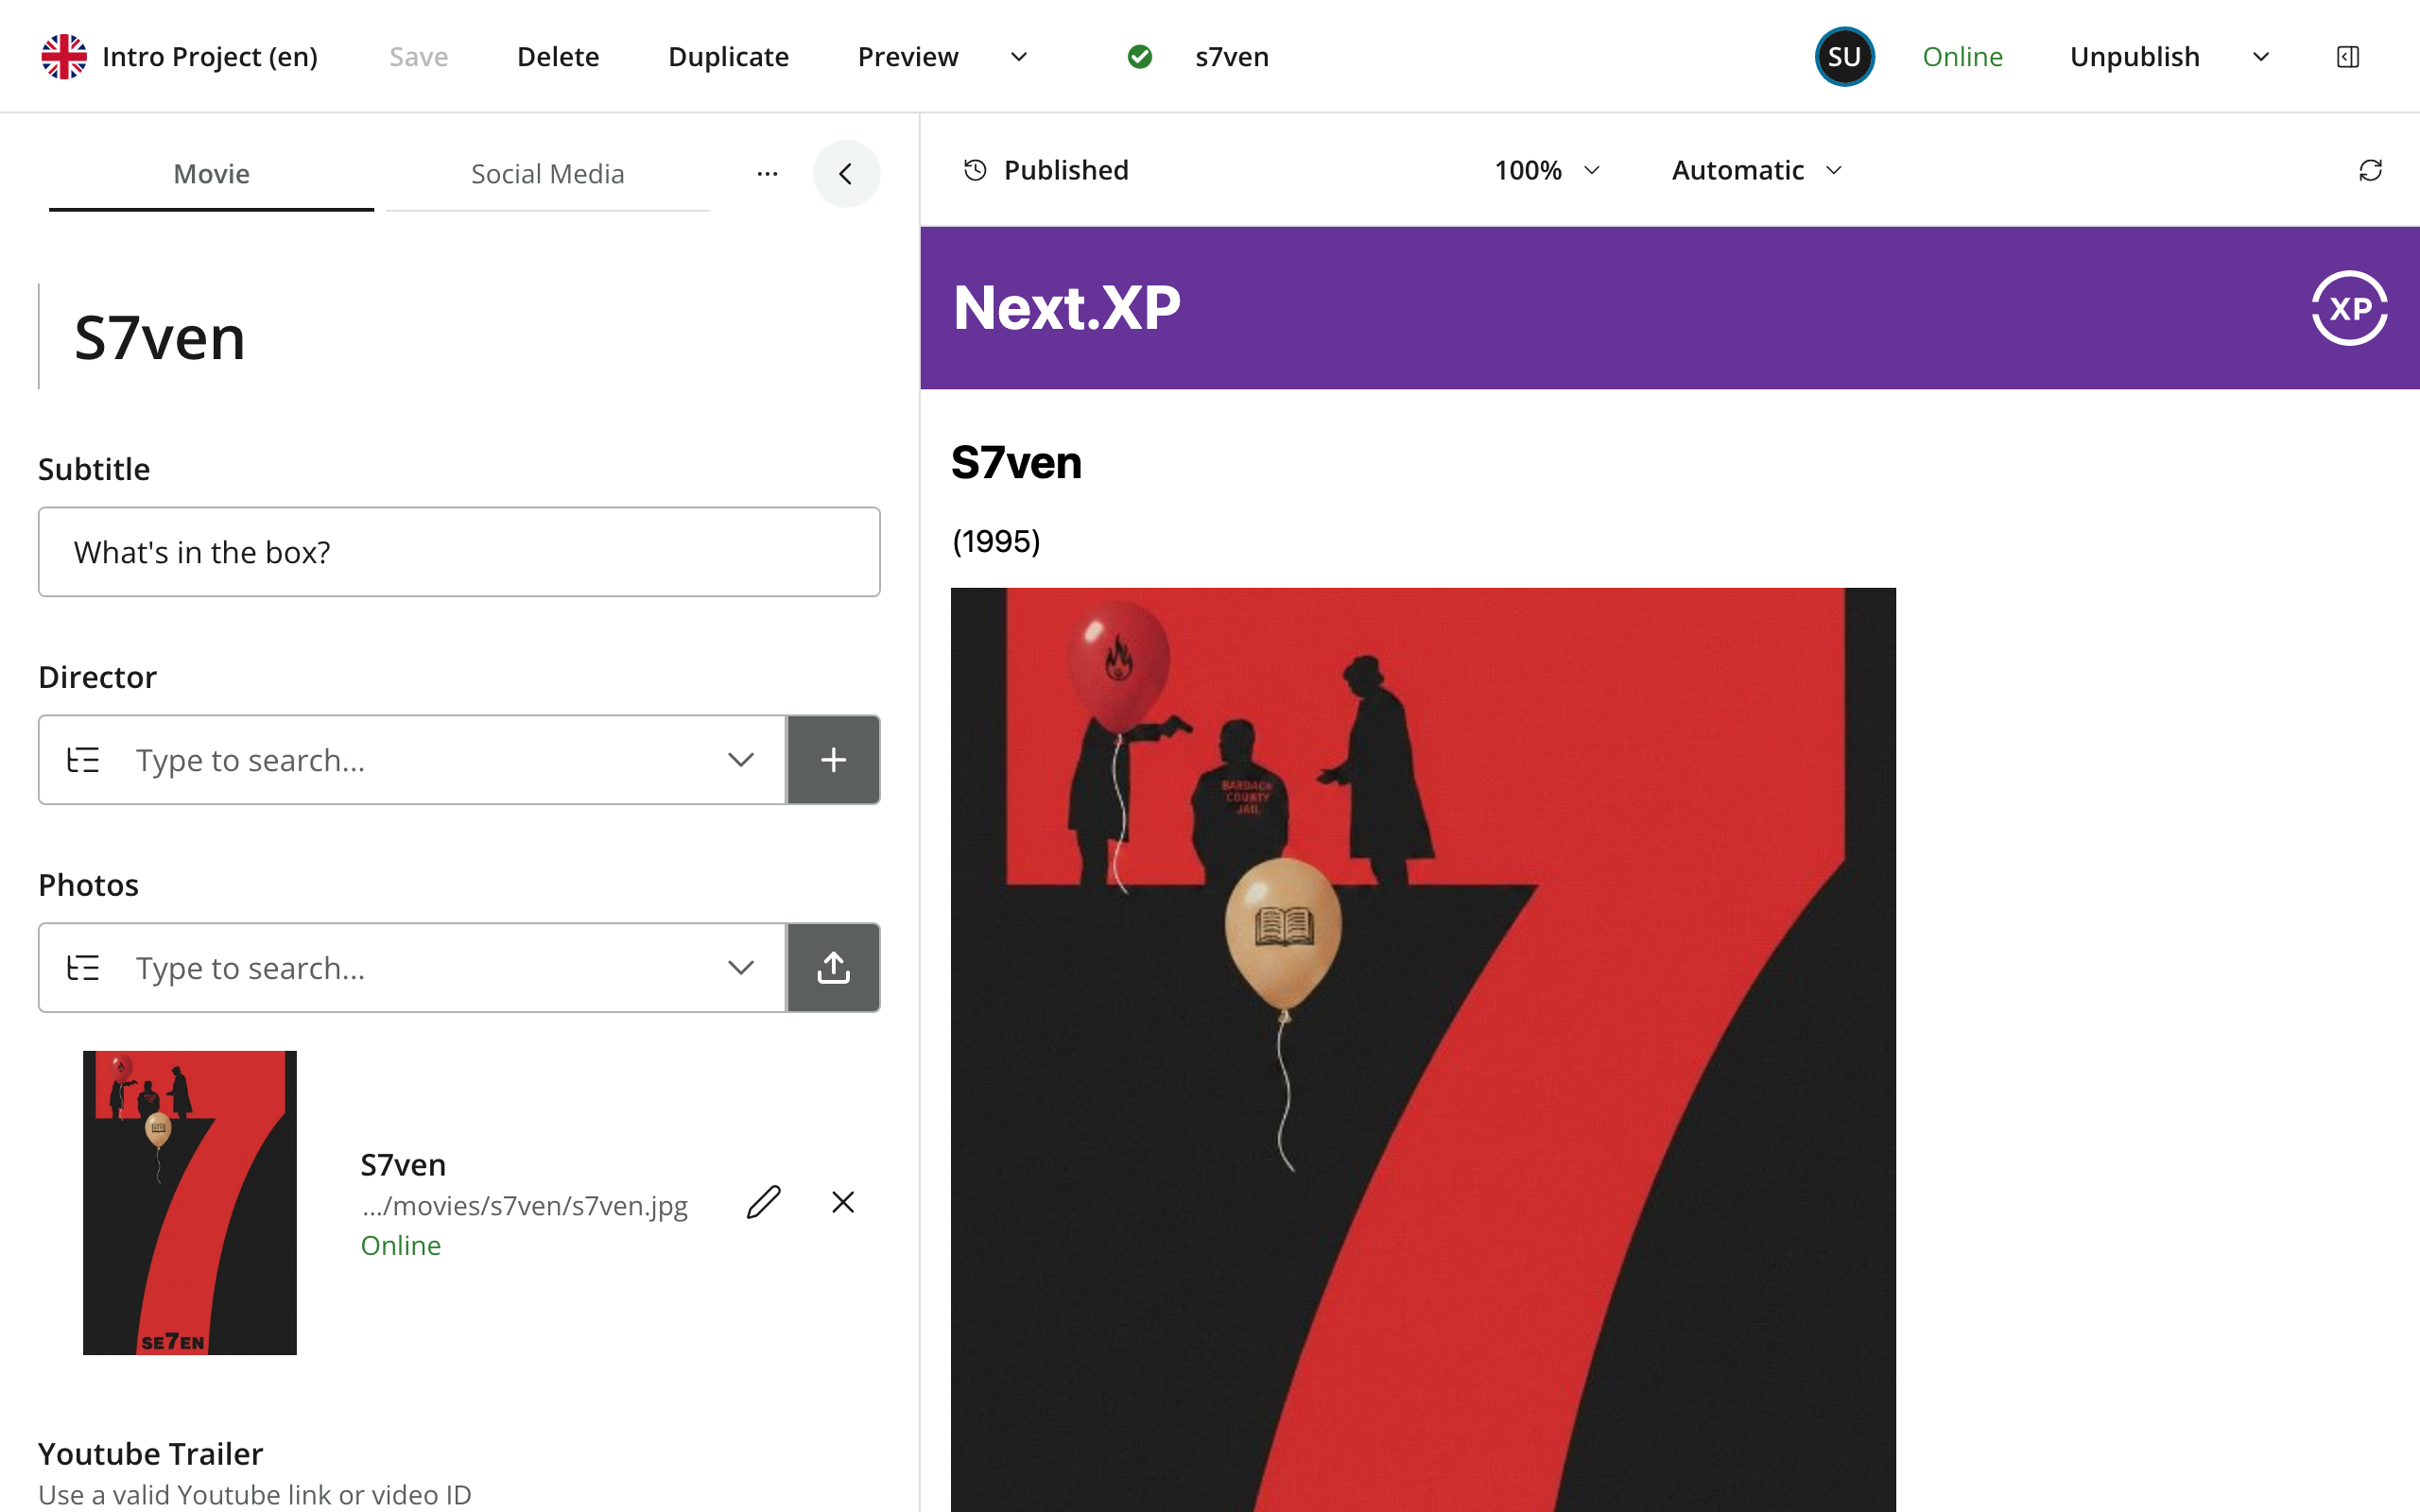 Intro Project (en) Save Delete Duplicate Preview s7ven SU Online Unpublish
Movie Social Media
S7ven
Subtitle
What's in the box?
Director
Type to search...
Photos
Type to search...
SE7EN
S7ven
.../movies/s7ven/s7ven.jpg
Online
Youtube Trailer
Use a valid Youtube link or video ID
Published 100% Automatic
Next.XP XP
S7ven
(1995)
COUNTY
JAIL